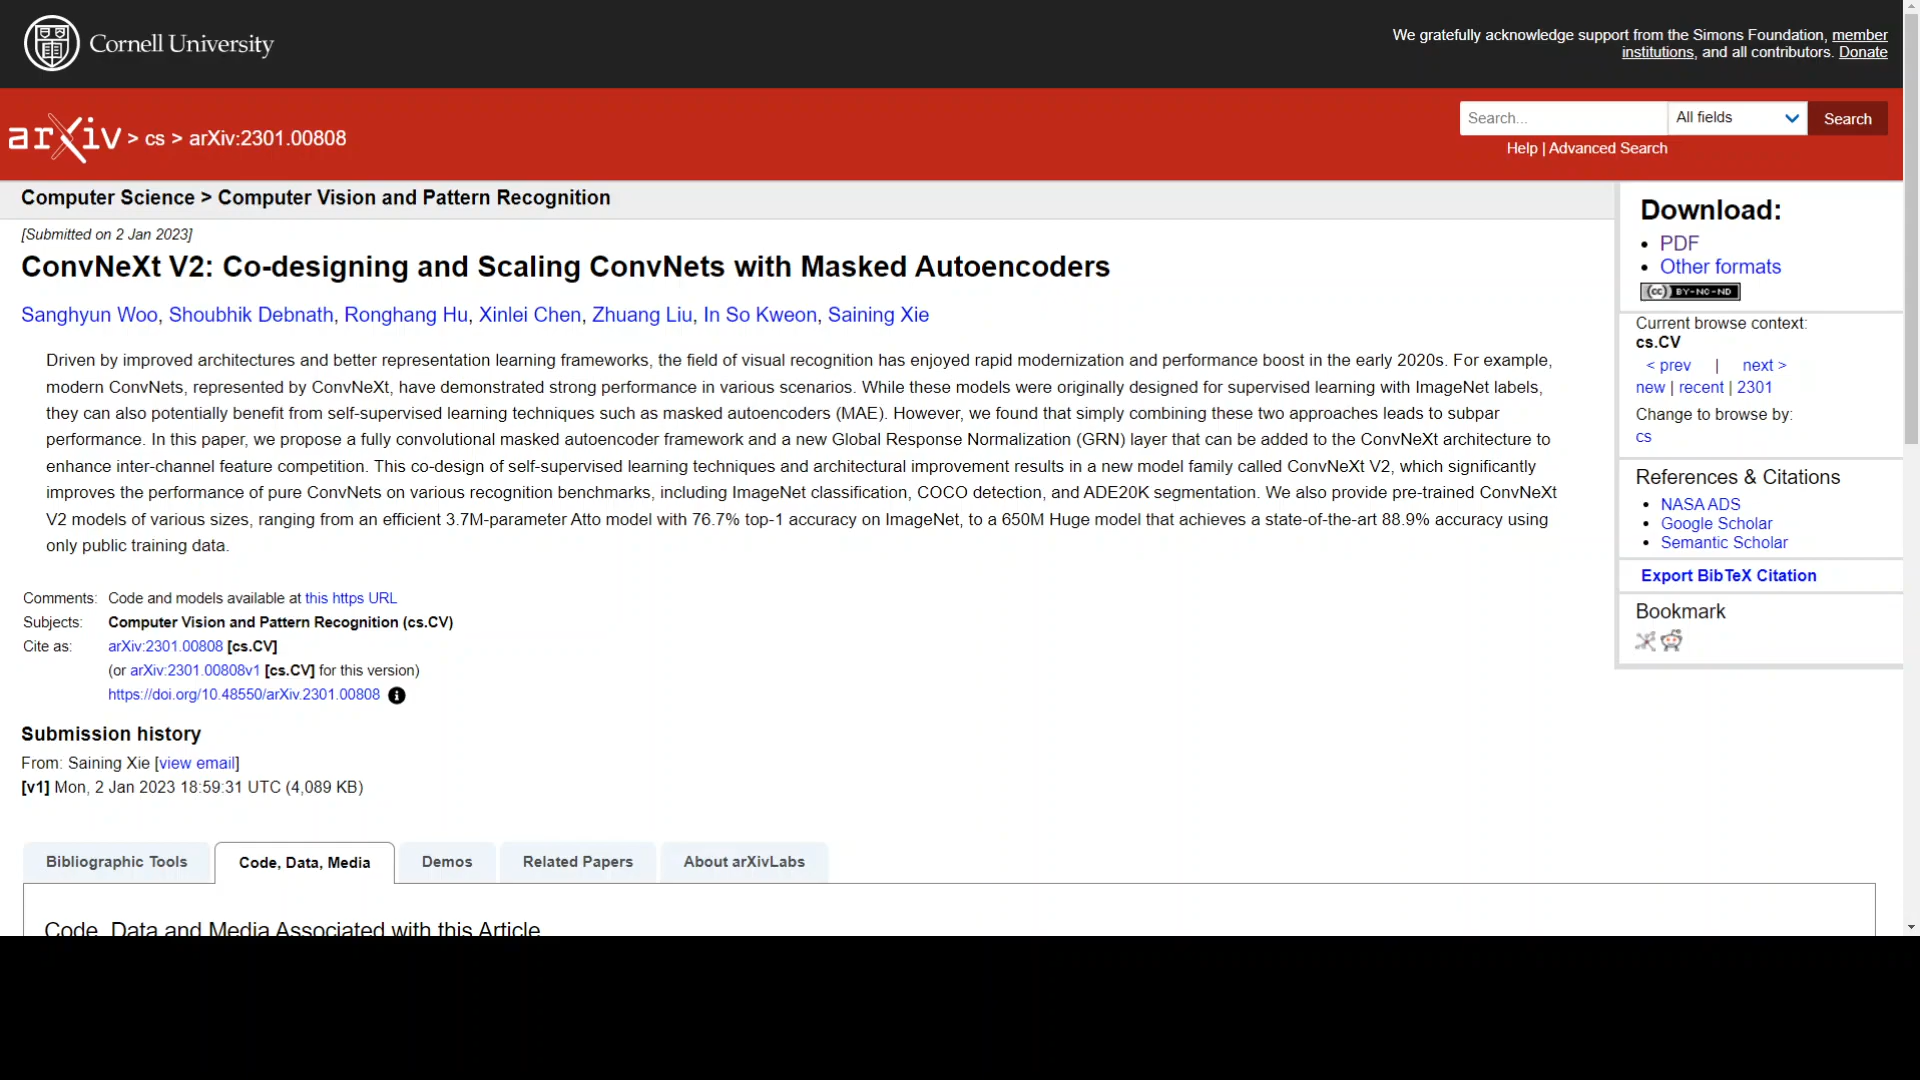 Cornell University
We gratefully acknowledge support from the Simons Foundation, member
institutions, and all contributors. Donate
arXiv > cs > arXiv:2301.00808
Search...
All fields
Search
Help | Advanced Search
Computer Science > Computer Vision and Pattern Recognition
[Submitted on 2 Jan 2023]
ConvNeXt V2: Co-designing and Scaling ConvNets with Masked Autoencoders
Sanghyun Woo, Shoubhik Debnath, Ronghang Hu, Xinlei Chen, Zhuang Liu, In So Kweon, Saining Xie
Driven by improved architectures and better representation learning frameworks, the field of visual recognition has enjoyed rapid modernization and performance boost in the early 2020s. For example,
modern ConvNets, represented by ConvNeXt, have demonstrated strong performance in various scenarios. While these models were originally designed for supervised learning with ImageNet labels,
they can also potentially benefit from self-supervised learning techniques such as masked autoencoders (MAE). However, we found that simply combining these two approaches leads to subpar
performance. In this paper, we propose a fully convolutional masked autoencoder framework and a new Global Response Normalization (GRN) layer that can be added to the ConvNeXt architecture to
enhance inter-channel feature competition. This co-design of self-supervised learning techniques and architectural improvement results in a new model family called ConvNeXt V2, which significantly
improves the performance of pure ConvNets on various recognition benchmarks, including ImageNet classification, COCO detection, and ADE20K segmentation. We also provide pre-trained ConvNeXt
V2 models of various sizes, ranging from an efficient 3.7M-parameter Atto model with 76.7% top-1 accuracy on ImageNet, to a 650M Huge model that achieves a state-of-the-art 88.9% accuracy using
only public training data.
Comments: Code and models available at this https URL
Subjects: Computer Vision and Pattern Recognition (cs.CV)
Cite as: arXiv:2301.00808 [cs.CV]
(or arXiv:2301.00808v1 [cs.CV] for this version)
https://doi.org/10.48550/arXiv.2301.00808
Submission history
From: Saining Xie [view email]
[v1] Mon, 2 Jan 2023 18:59:31 UTC (4,089 KB)
Bibliographic Tools
Code, Data, Media
Demos
Related Papers
About arXivLabs
Code, Data and Media Associated with this Article
Download:
PDF
Other formats
(cc) BY-NC-ND
Current browse context:
cs.CV
< prev | next >
new | recent | 2301
Change to browse by:
cs
References & Citations
NASA ADS
Google Scholar
Semantic Scholar
Export BibTeX Citation
Bookmark